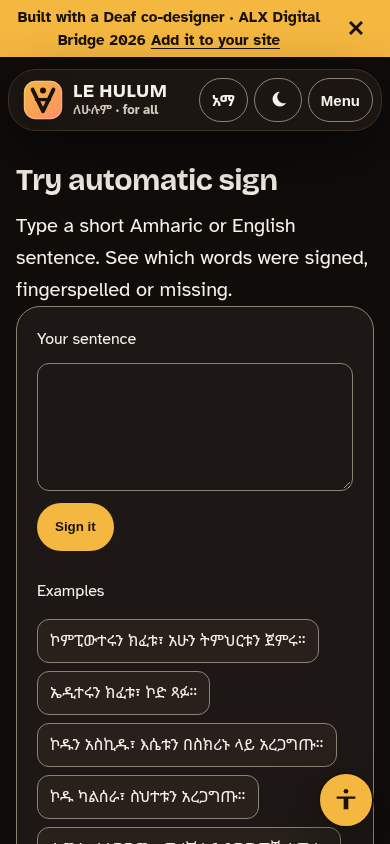 Built with a Deaf co-designer · ALX Digital
Bridge 2026 Add it to your site
LE HULUM
ለሁሉም · for all
አማ
Menu
Try automatic sign
Type a short Amharic or English
sentence. See which words were signed,
fingerspelled or missing.
Your sentence
Sign it
Examples
ኮምፒውተሩን ክፈቱ፣ አሁን ትምህርቱን ጀምሩ።
ኤዲተሩን ክፈቱ፣ ኮድ ጻፉ።
ኮዱን አስኪዱ፣ እሴቱን በስክሪኑ ላይ አረጋግጡ።
ኮዱ ካልሰራ፣ ስህተቱን አረጋግጡ።